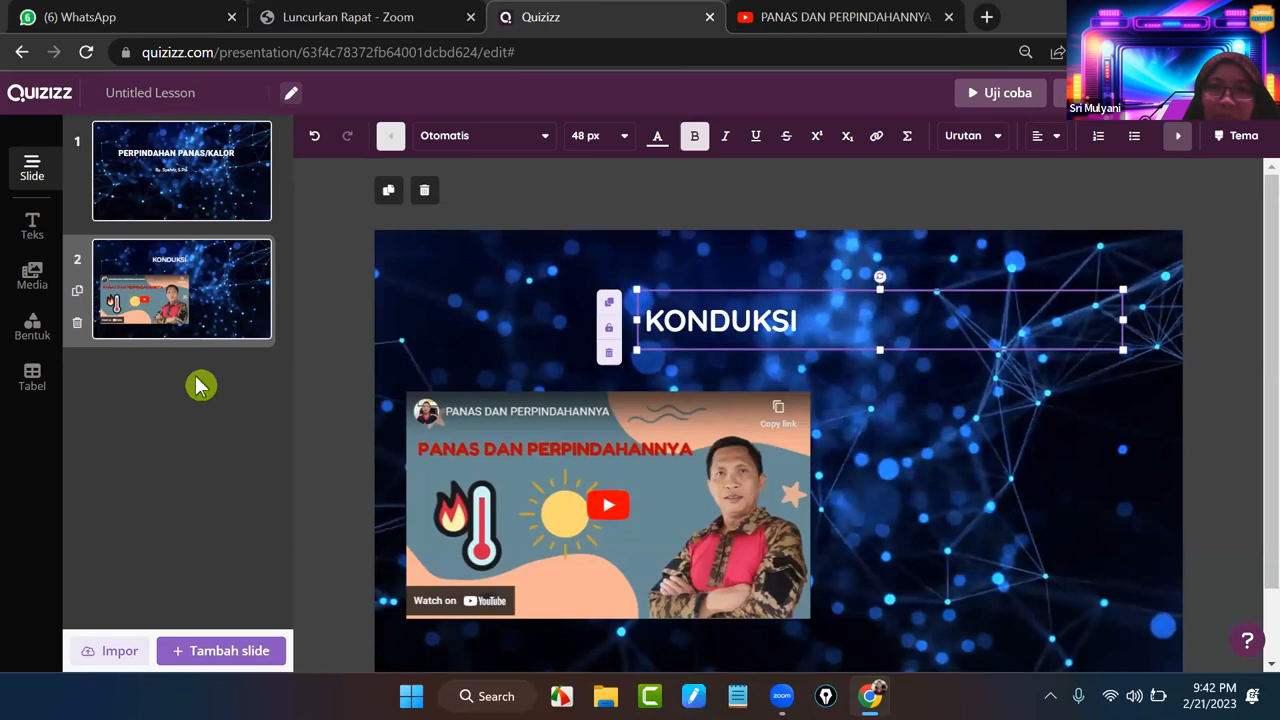 (6) WhatsApp
Luncurkan Rapat - Zoom
Quizizz
PANAS DAN PERPINDAHANNYA
quizizz.com/presentation/63f4c78372fb64001dcbd624/edit#
Sri Mulyani
QUIZIZZ
Untitled Lesson
Uji coba
Otomatis
48 px
A
B
I
U
S
Urutan
Tema
Slide
Teks
Media
Bentuk
Tabel
1
PERPINDAHAN PANAS/KALOR
2
KONDUKSI
KONDUKSI
PANAS DAN PERPINDAHANNYA
Copy link
PANAS DAN PERPINDAHANNYA
Watch on YouTube
Impor
+ Tambah slide
?
Search
zoom
9:42 PM
2/21/2023